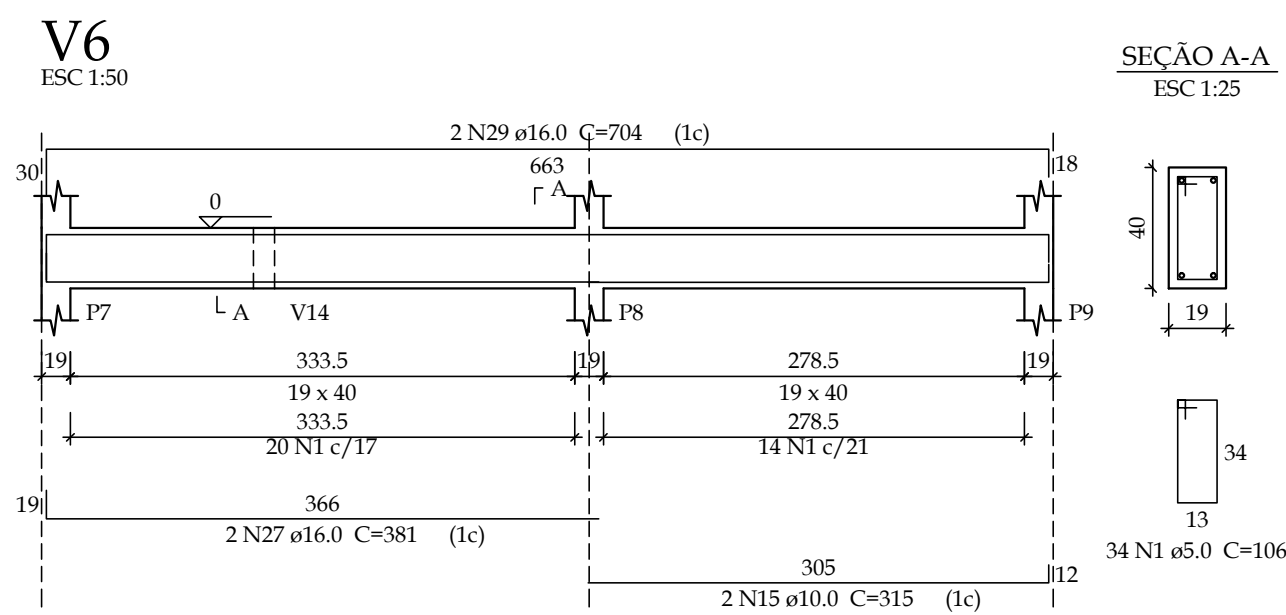 V6
ESC 1:50
SEÇÃO A-A
ESC 1:25
2 N29 ø16.0 C=704 (1c)
30
663
18
A
0
40
A
P7
V14
P8
P9
19
19
333.5
19
278.5
19
19 x 40
19 x 40
333.5
278.5
20 N1 c/17
14 N1 c/21
34
19
366
13
2 N27 ø16.0 C=381 (1c)
34 N1 ø5.0 C=106
305
12
2 N15 ø10.0 C=315 (1c)